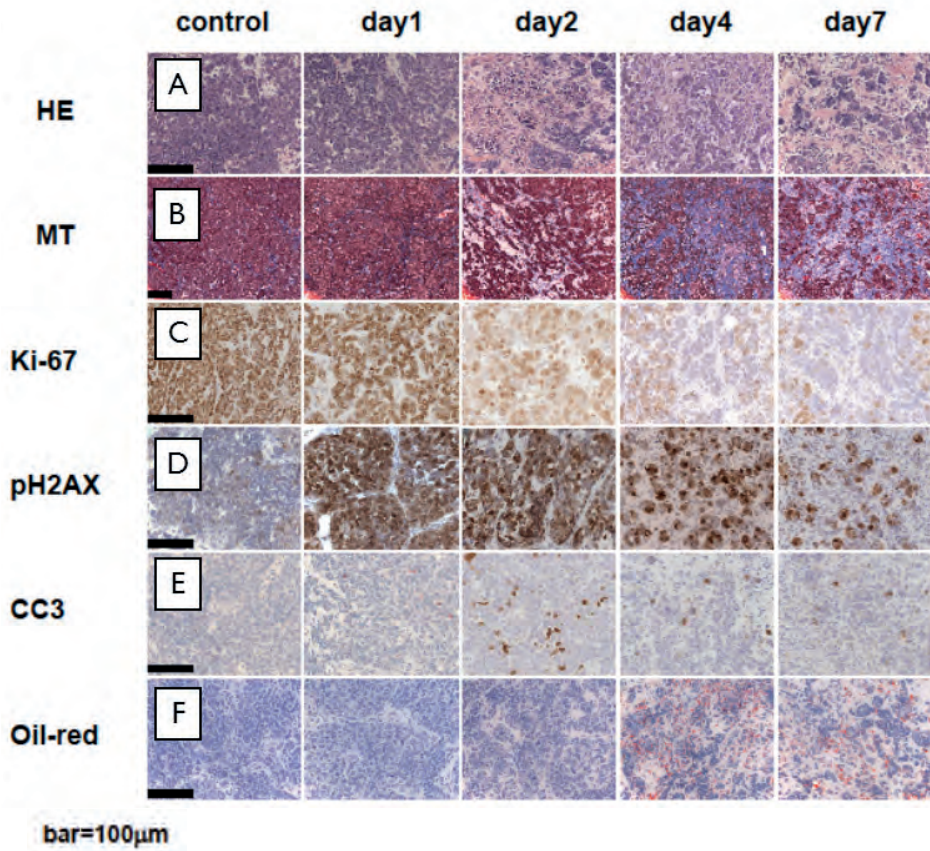 control day1 day2 day4 day7
HE A
MT B
Ki-67 C
pH2AX D
CC3 E
Oil-red F
bar=100μm